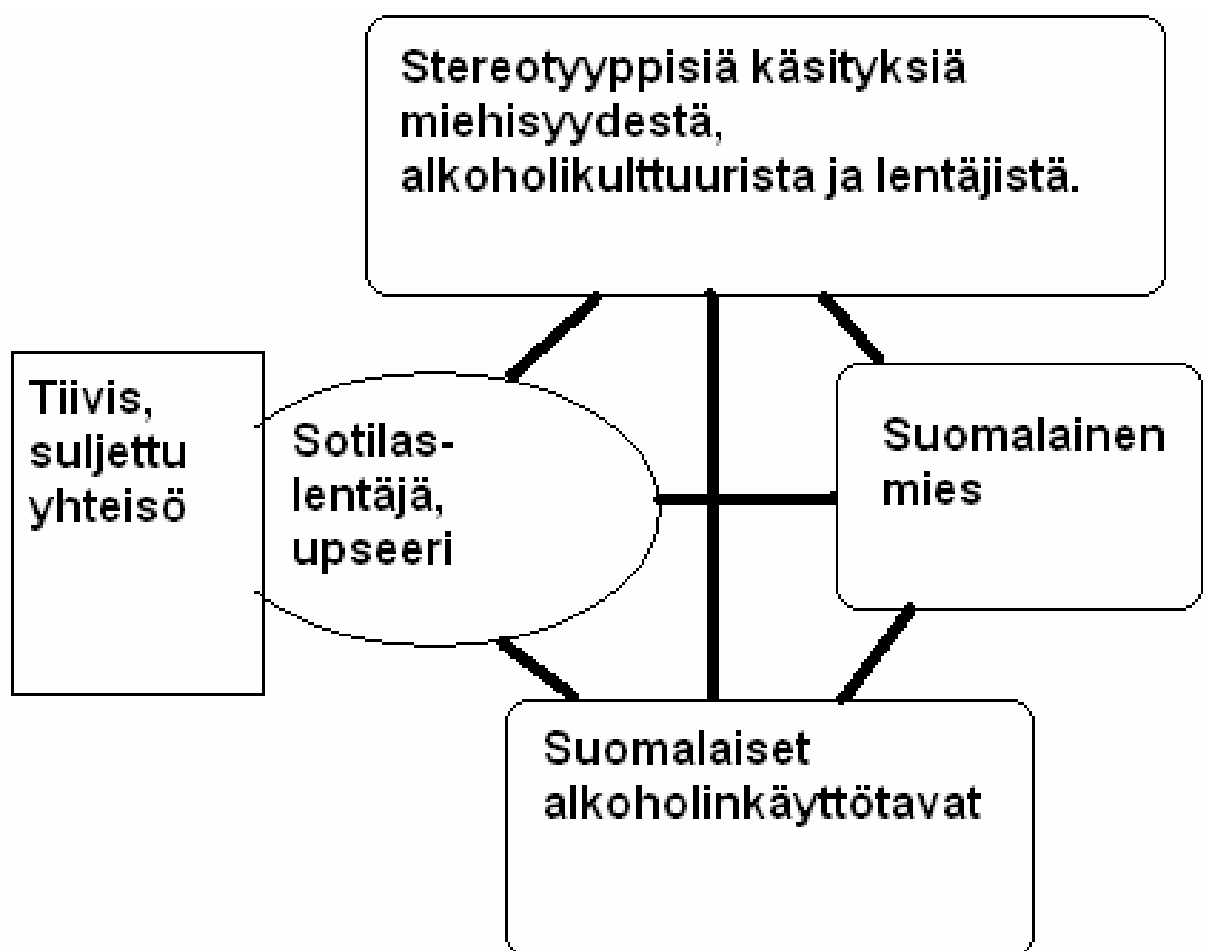 Stereotyyppisiä käsityksiä
miehisyydestä,
alkoholikulttuurista ja lentäjistä.
Tiivis,
suljettu
yhteisö
Sotilas-
lentäjä,
upseeri
Suomalainen
mies
Suomalaiset
alkoholinkäyttötavat